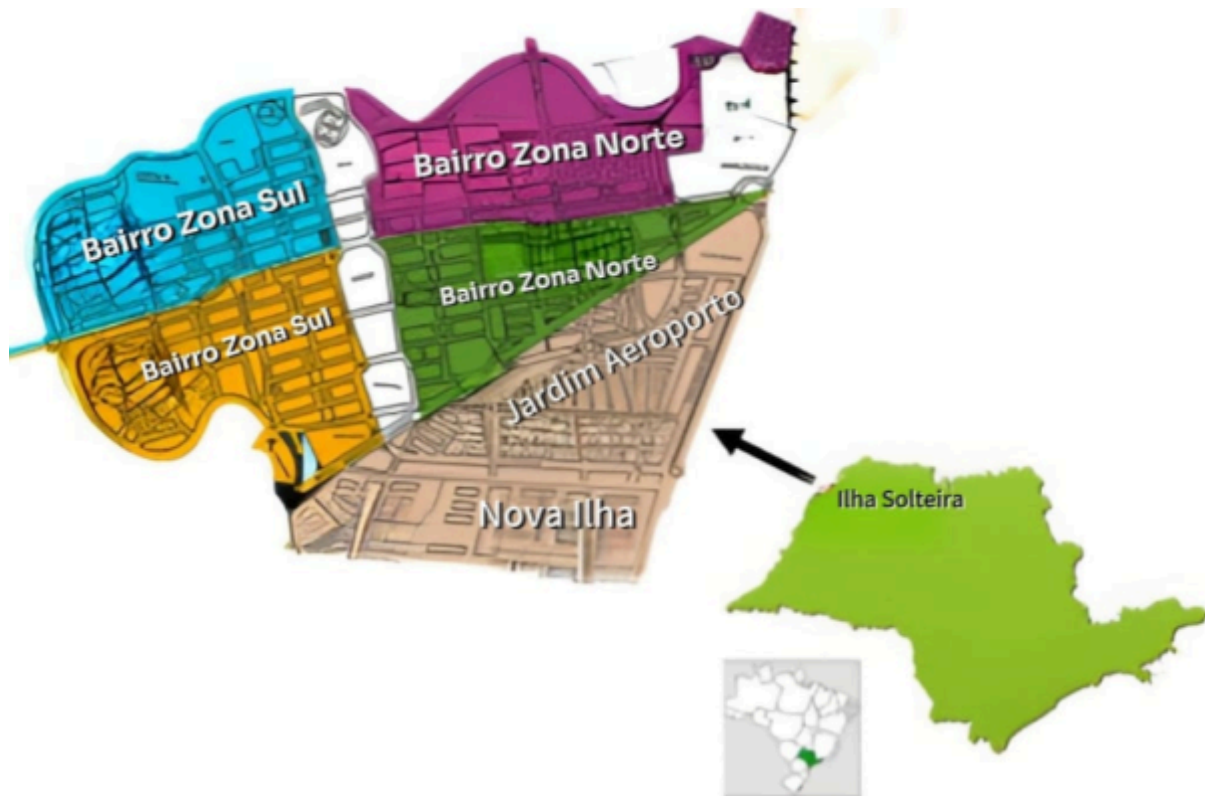 Bairro Zona Norte
Bairro Zona Sul
Bairro Zona Norte
Bairro Zona Sul
Jardim Aeroporto
Nova Ilha
Ilha Solteira